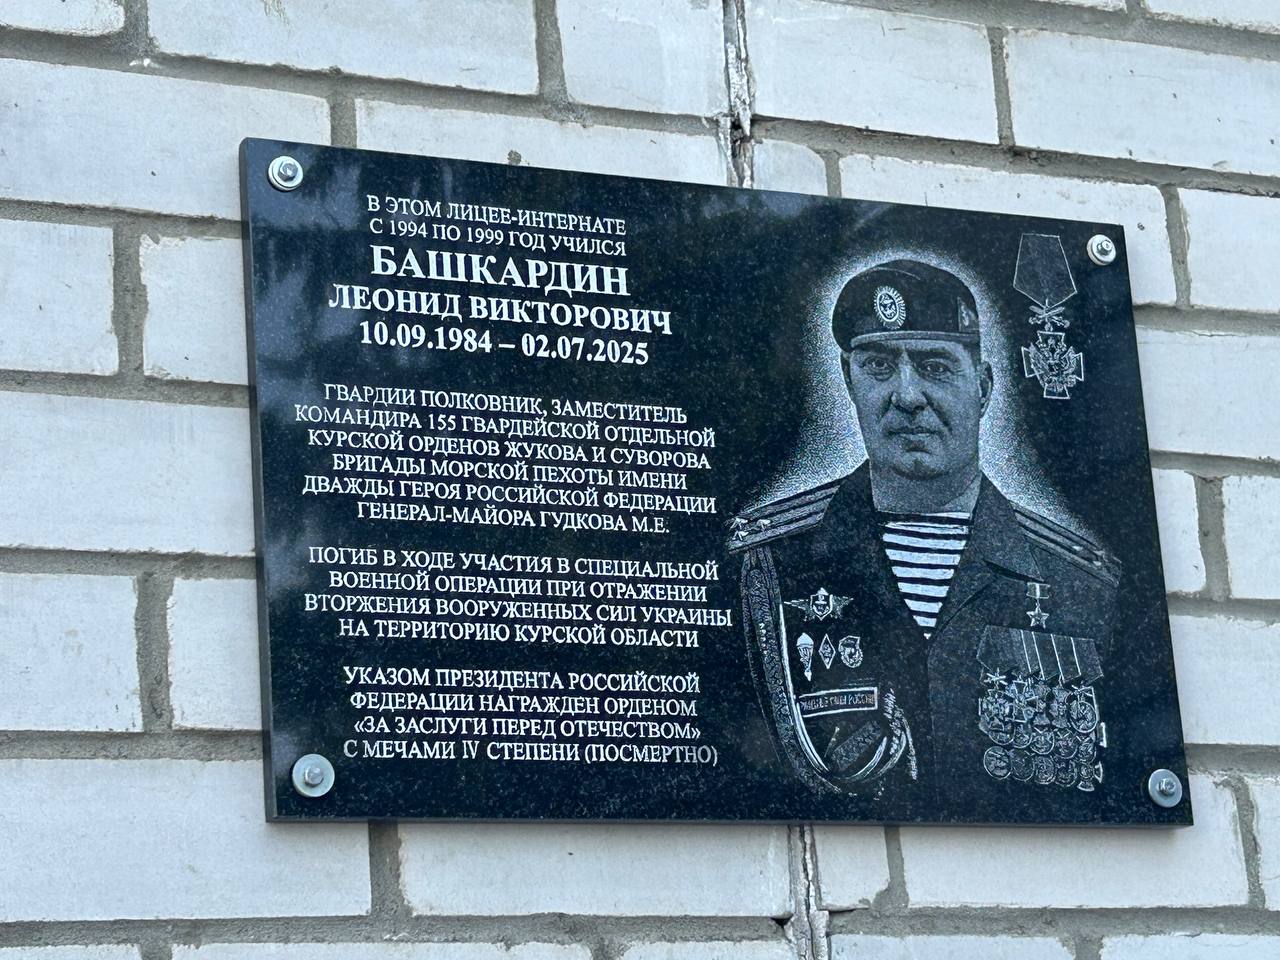 В ЭТОМ ЛИЦЕЕ-ИНТЕРНАТЕ
С 1994 ПО 1999 ГОД УЧИЛСЯ
БАШКАРДИН
ЛЕОНИД ВИКТОРОВИЧ
10.09.1984 – 02.07.2025
ГВАРДИИ ПОЛКОВНИК, ЗАМЕСТИТЕЛЬ
КОМАНДИРА 155 ГВАРДЕЙСКОЙ ОТДЕЛЬНОЙ
КУРСКОЙ ОРДЕНОВ ЖУКОВА И СУВОРОВА
БРИГАДЫ МОРСКОЙ ПЕХОТЫ ИМЕНИ
ДВАЖДЫ ГЕРОЯ РОССИЙСКОЙ ФЕДЕРАЦИИ
ГЕНЕРАЛ-МАЙОРА ГУДКОВА М.Е.
ПОГИБ В ХОДЕ УЧАСТИЯ В СПЕЦИАЛЬНОЙ
ВОЕННОЙ ОПЕРАЦИИ ПРИ ОТРАЖЕНИИ
ВТОРЖЕНИЯ ВООРУЖЕННЫХ СИЛ УКРАИНЫ
НА ТЕРРИТОРИЮ КУРСКОЙ ОБЛАСТИ
УКАЗОМ ПРЕЗИДЕНТА РОССИЙСКОЙ
ФЕДЕРАЦИИ НАГРАЖДЕН ОРДЕНОМ
«ЗА ЗАСЛУГИ ПЕРЕД ОТЕЧЕСТВОМ»
С МЕЧАМИ IV СТЕПЕНИ (ПОСМЕРТНО)
РОССИИ